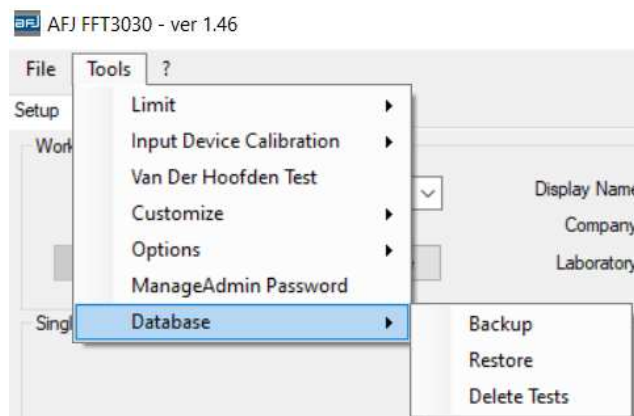 AFJ FFT3030 - ver 1.46
File Tools ?
Setup
Limit
Input Device Calibration
Van Der Hoofden Test
Customize
Options
ManageAdmin Password
Database
Display Name
Company
Laboratory
Backup
Restore
Delete Tests